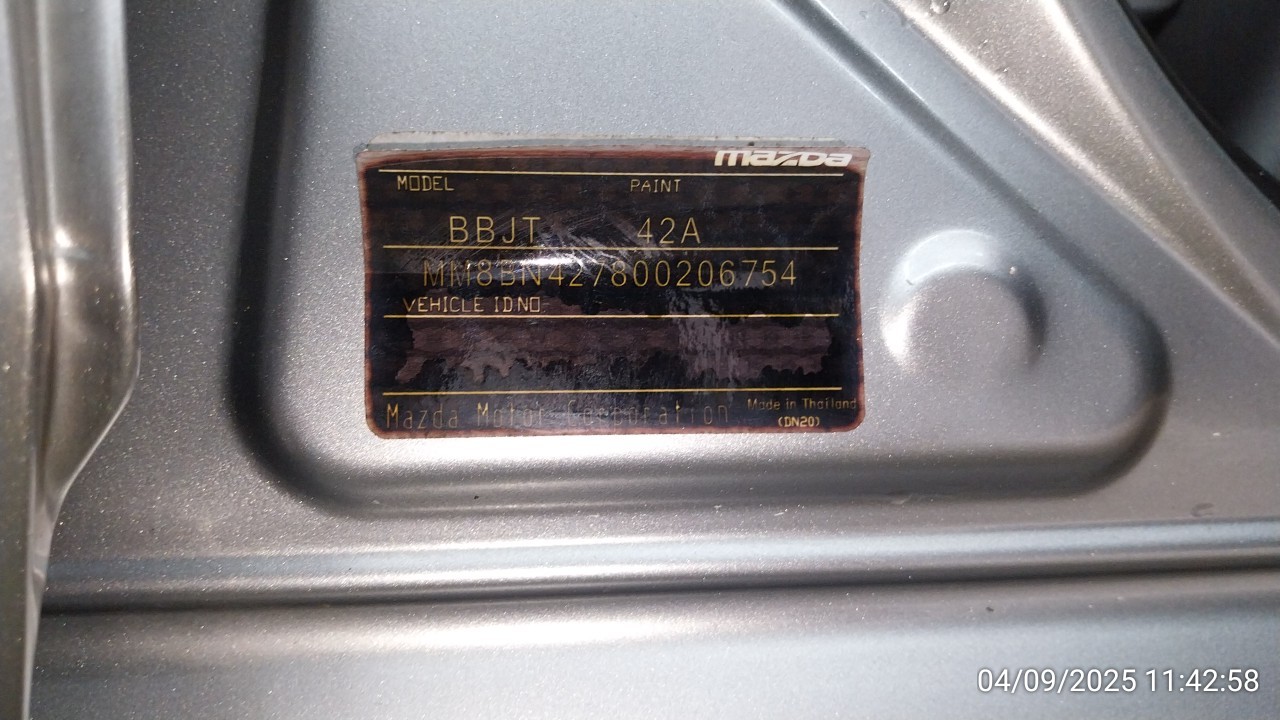 mazDa
MODEL PAINT
BBJT 42A
MM8BN427800206754
VEHICLE ID NO
Mazda Motor Corporation Made in Thailand
(DN20)
04/09/2025 11:42:58